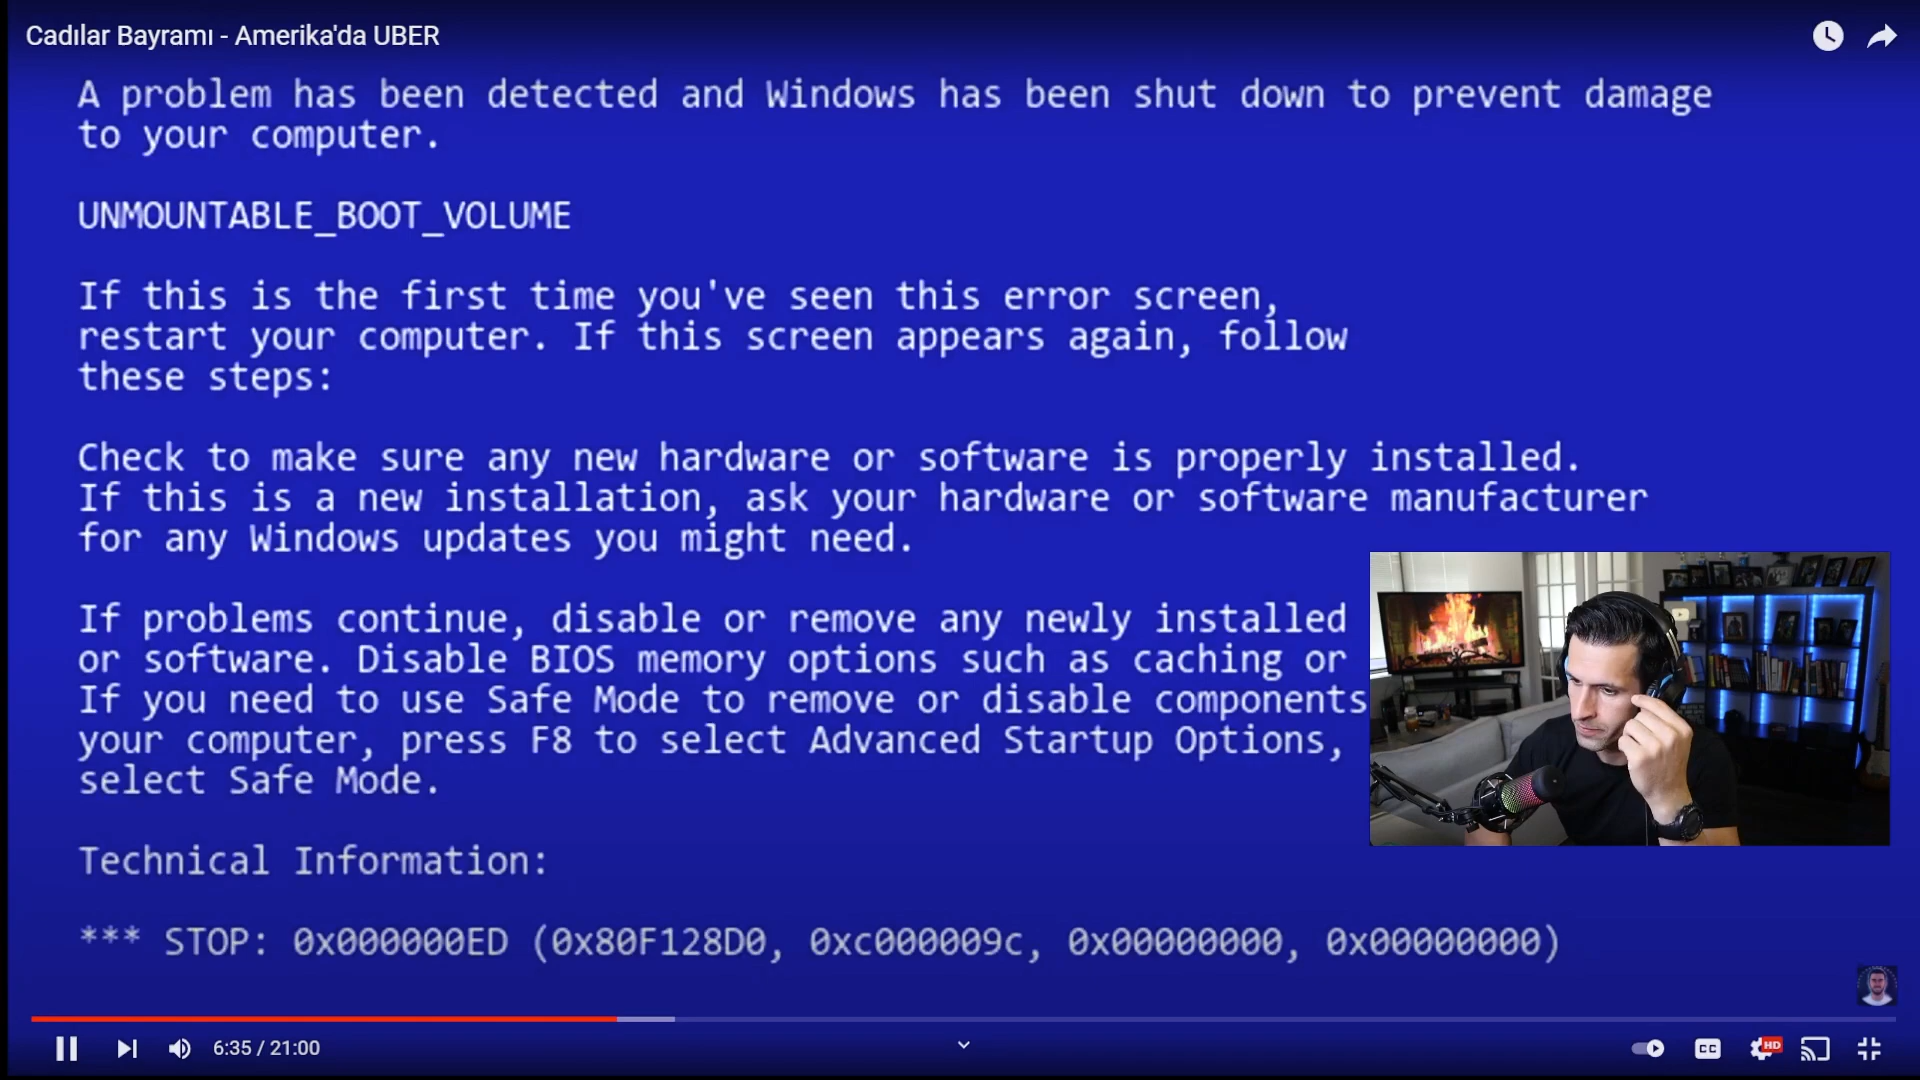 Cadılar Bayramı - Amerika'da UBER
A problem has been detected and Windows has been shut down to prevent damage
to your computer.
UNMOUNTABLE_BOOT_VOLUME
If this is the first time you've seen this error screen,
restart your computer. If this screen appears again, follow
these steps:
Check to make sure any new hardware or software is properly installed.
If this is a new installation, ask your hardware or software manufacturer
for any Windows updates you might need.
If problems continue, disable or remove any newly installed
or software. Disable BIOS memory options such as caching or
If you need to use Safe Mode to remove or disable components
your computer, press F8 to select Advanced Startup Options,
select Safe Mode.
Technical Information:
*** STOP: 0x000000ED (0x80F128D0, 0xc000009c, 0x00000000, 0x00000000)
6:35 / 21:00
CC
HD